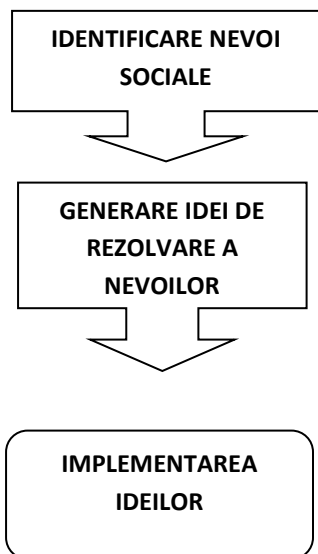 IDENTIFICARE NEVOI
SOCIALE
GENERARE IDEI DE
REZOLVARE A
NEVOILOR
IMPLEMENTAREA
IDEILOR